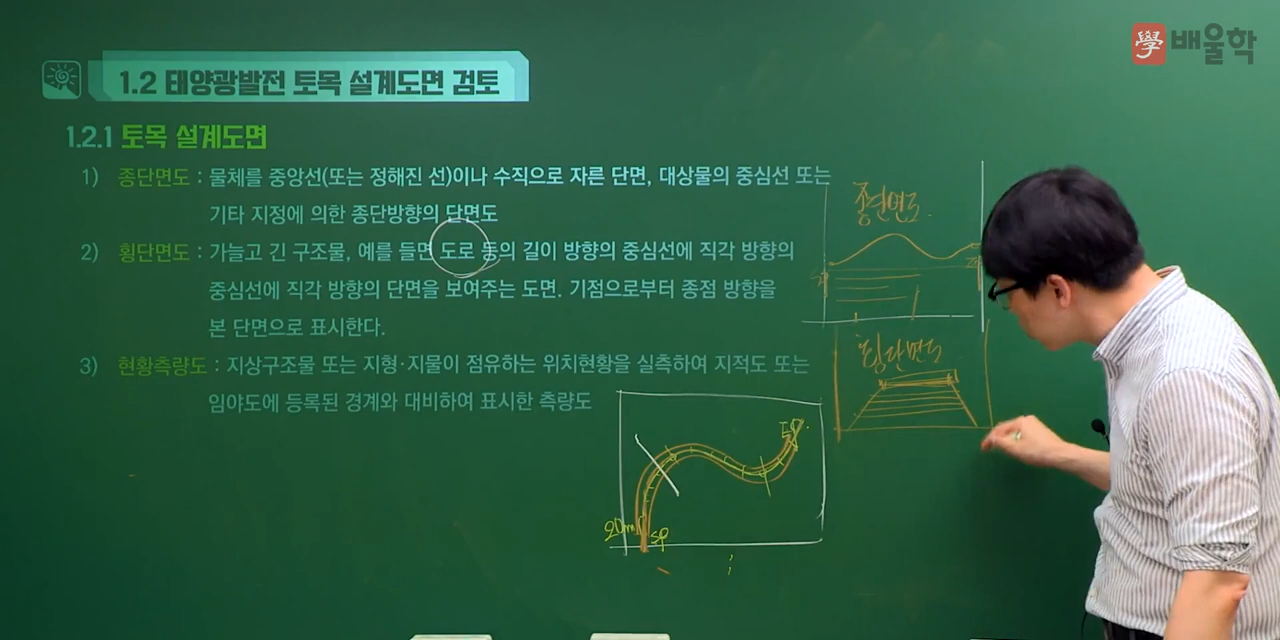 學 배울학
1.2 태양광발전 토목 설계도면 검토
1.2.1 토목 설계도면
1) 종단면도 : 물체를 중앙선(또는 정해진 선)이나 수직으로 자른 단면, 대상물의 중심선 또는
기타 지정에 의한 종단방향의 단면도
2) 횡단면도 : 가늘고 긴 구조물, 예를 들면 도로 등의 길이 방향의 중심선에 직각 방향의
중심선에 직각 방향의 단면을 보여주는 도면. 기점으로부터 종점 방향을
본 단면으로 표시한다.
3) 현황측량도 : 지상구조물 또는 지형·지물이 점유하는 위치현황을 실측하여 지적도 또는
임야도에 등록된 경계와 대비하여 표시한 측량도
종단면도.
횡단면도
EP.
20m
SP